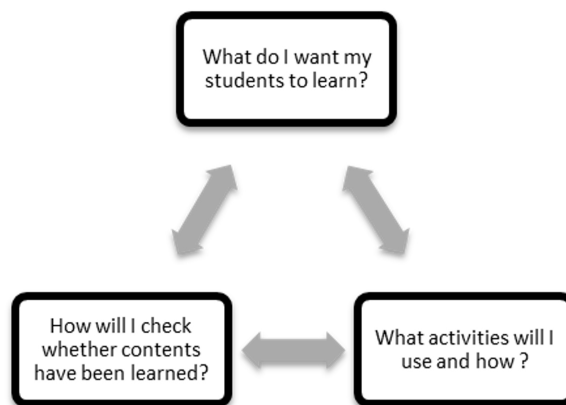 What do I want my
students to learn?
How will I check
whether contents
have been learned?
What activities will I
use and how ?